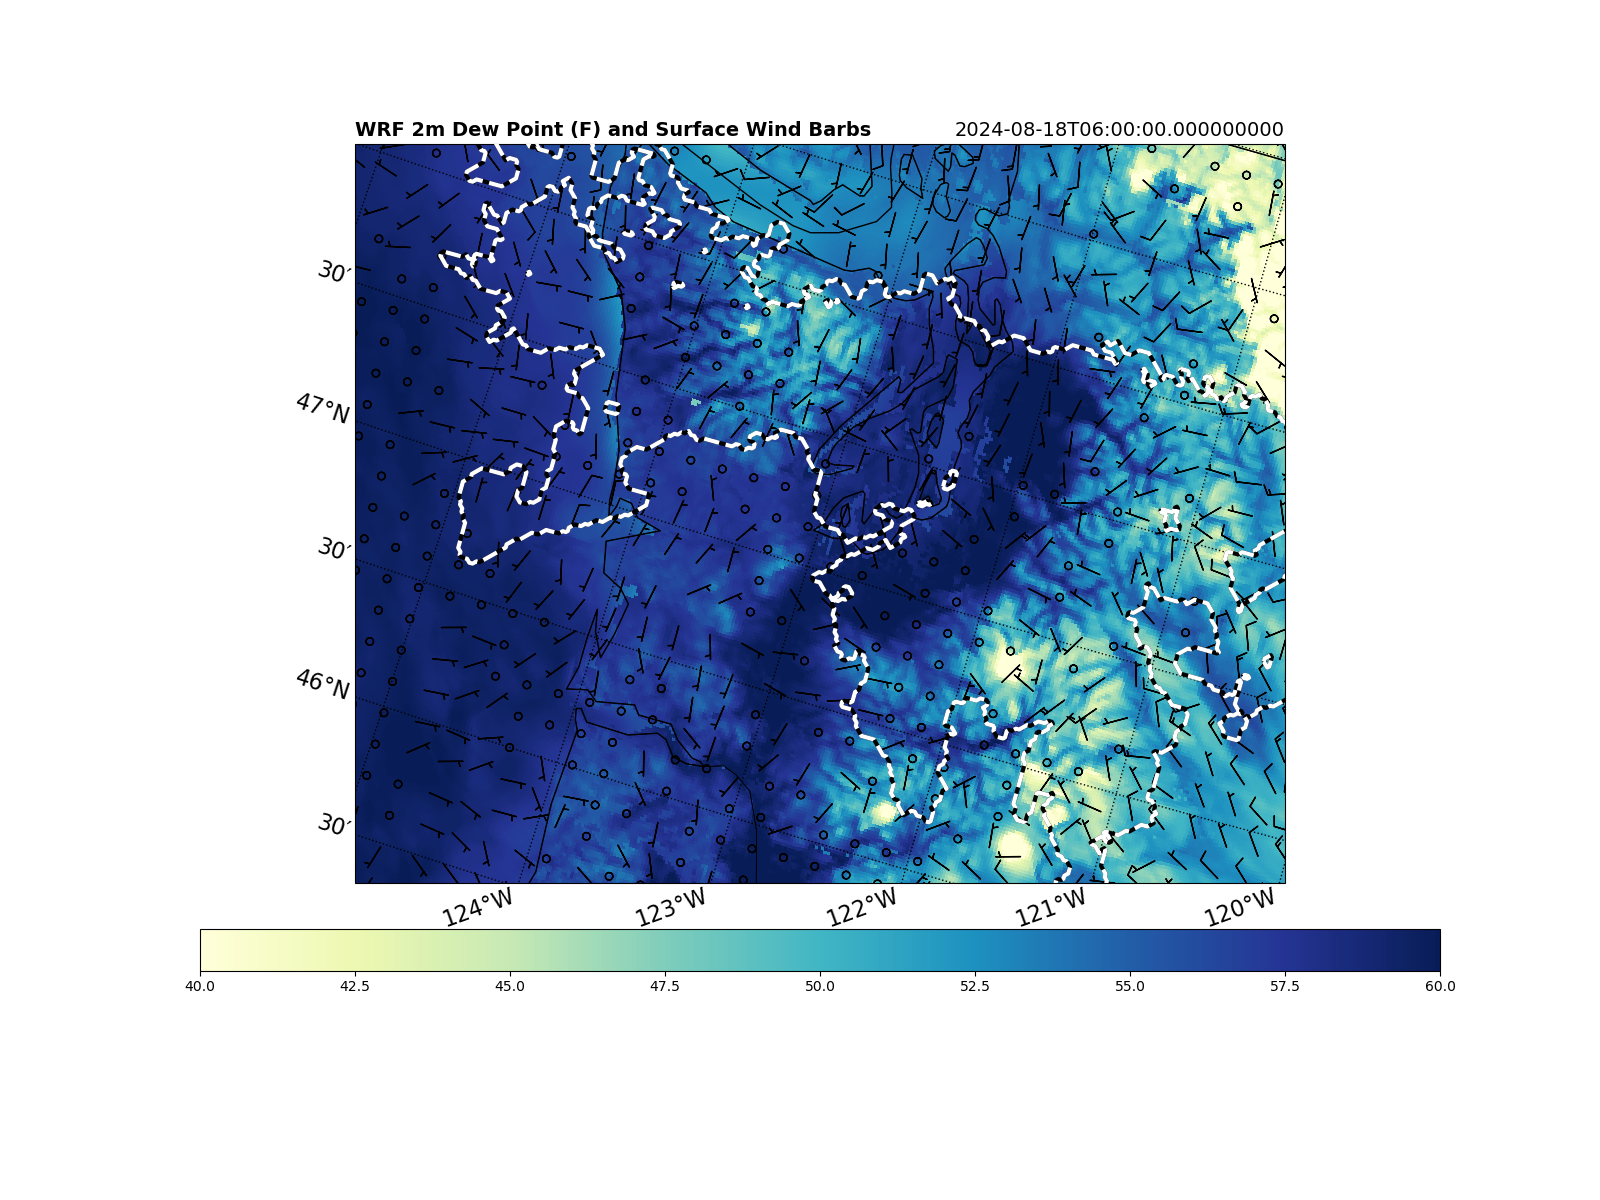 WRF 2m Dew Point (F) and Surface Wind Barbs
2024-08-18T06:00:00.000000000
30′
47°N
30′
46°N
30′
124°W 123°W 122°W 121°W 120°W
40.0 42.5 45.0 47.5 50.0 52.5 55.0 57.5 60.0